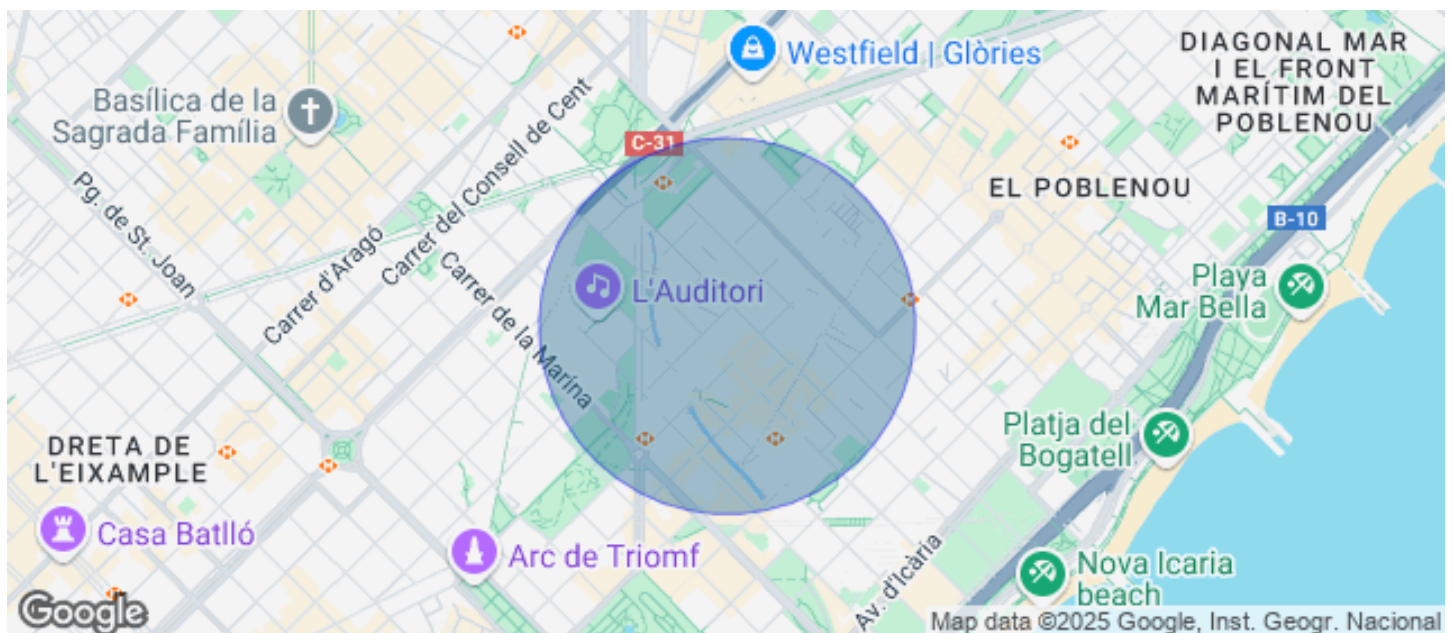 Westfield | Glòries
DIAGONAL MAR
I EL FRONT
MARÍTIM DEL
POBLENOU
Basílica de la
Sagrada Família
Carrer del Consell de Cent
C-31
Pg. de St. Joan
EL POBLENOU
B-10
Carrer d'Aragó
Carrer de la Marina
L'Auditori
Playa
Mar Bella
Platja del
Bogatell
DRETA DE
L'EIXAMPLE
Casa Batlló
Arc de Triomf
Av. d'Icària
Nova Icaria
beach
Google
Map data ©2025 Google, Inst. Geogr. Nacional